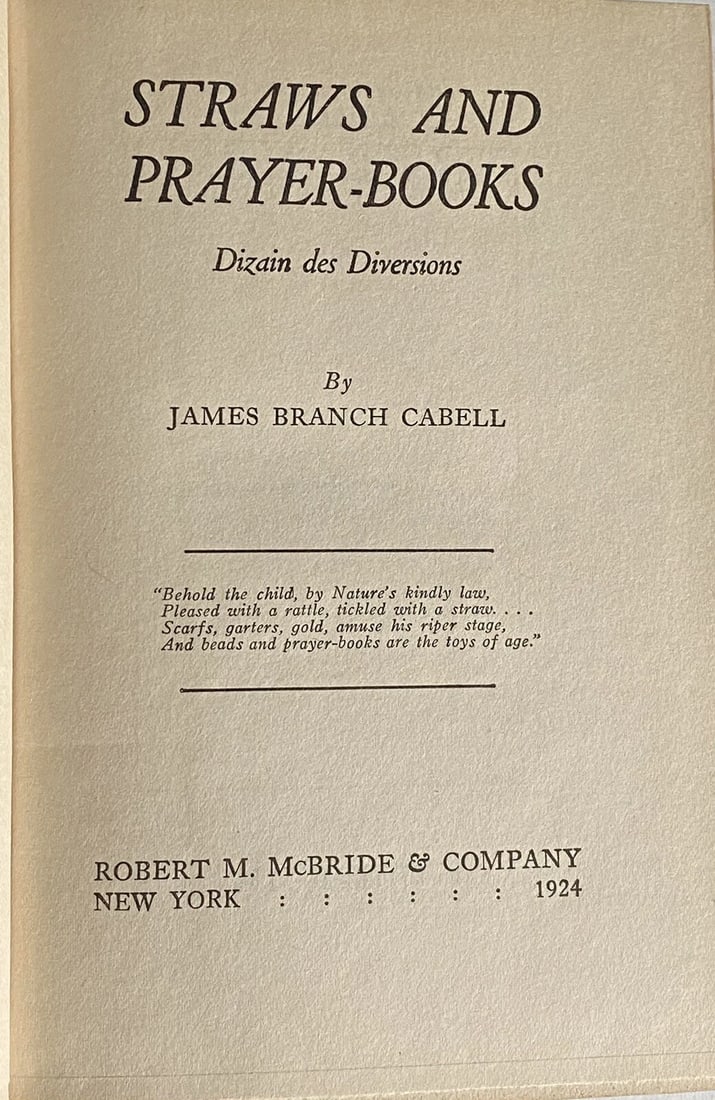 STRAWS AND
PRAYER-BOOKS
Dizain des Diversions
By
JAMES BRANCH CABELL
"Behold the child, by Nature's kindly law,
Pleased with a rattle, tickled with a straw. . . .
Scarfs, garters, gold, amuse his riper stage,
And beads and prayer-books are the toys of age."
ROBERT M. McBRIDE & COMPANY
NEW YORK : : : : : : 1924